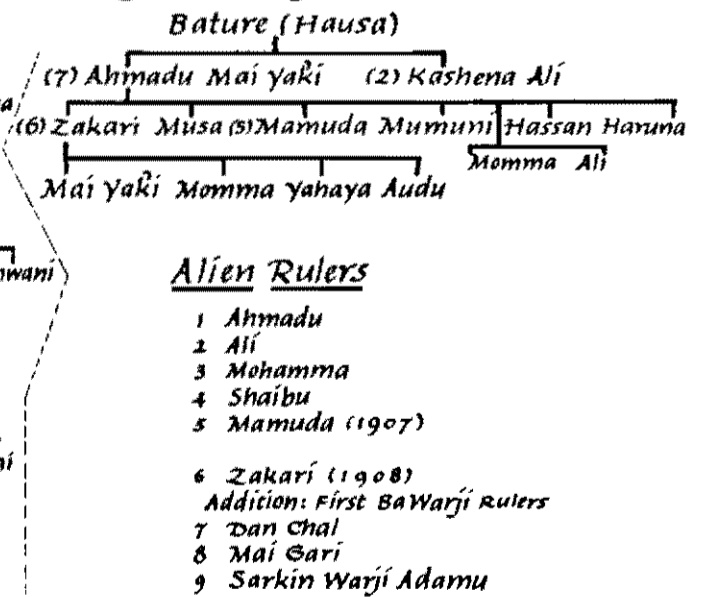 Bature (Hausa)
(7) Ahmadu Mai Yaki (2) Kashena Ali
(6) Zakari Musa (5) Mamuda Mumuni Hassan Haruna
Momma Ali
Mai Yaki Momma Yahaya Audu
Alien Rulers
1 Ahmadu
2 Ali
3 Mohamma
4 Shaibu
5 Mamuda (1907)
6 Zakari (1908)
Addition: First BaWarji Rulers
7 Dan Chal
8 Mai Gari
9 Sarkin Warji Adamu